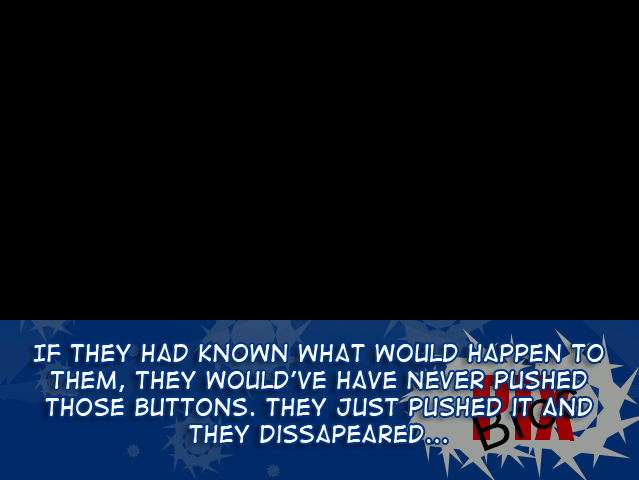 IF THEY HAD KNOWN WHAT WOULD HAPPEN TO
THEM, THEY WOULD'VE HAVE NEVER PUSHED
THOSE BUTTONS. THEY JUST PUSHED IT AND
THEY DISSAPEARED...